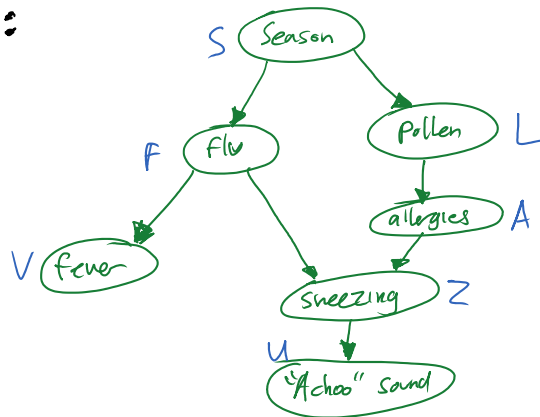 :
S Season
F flu
Pollen L
allergies A
V fever
sneezing Z
U
"Achoo" sound